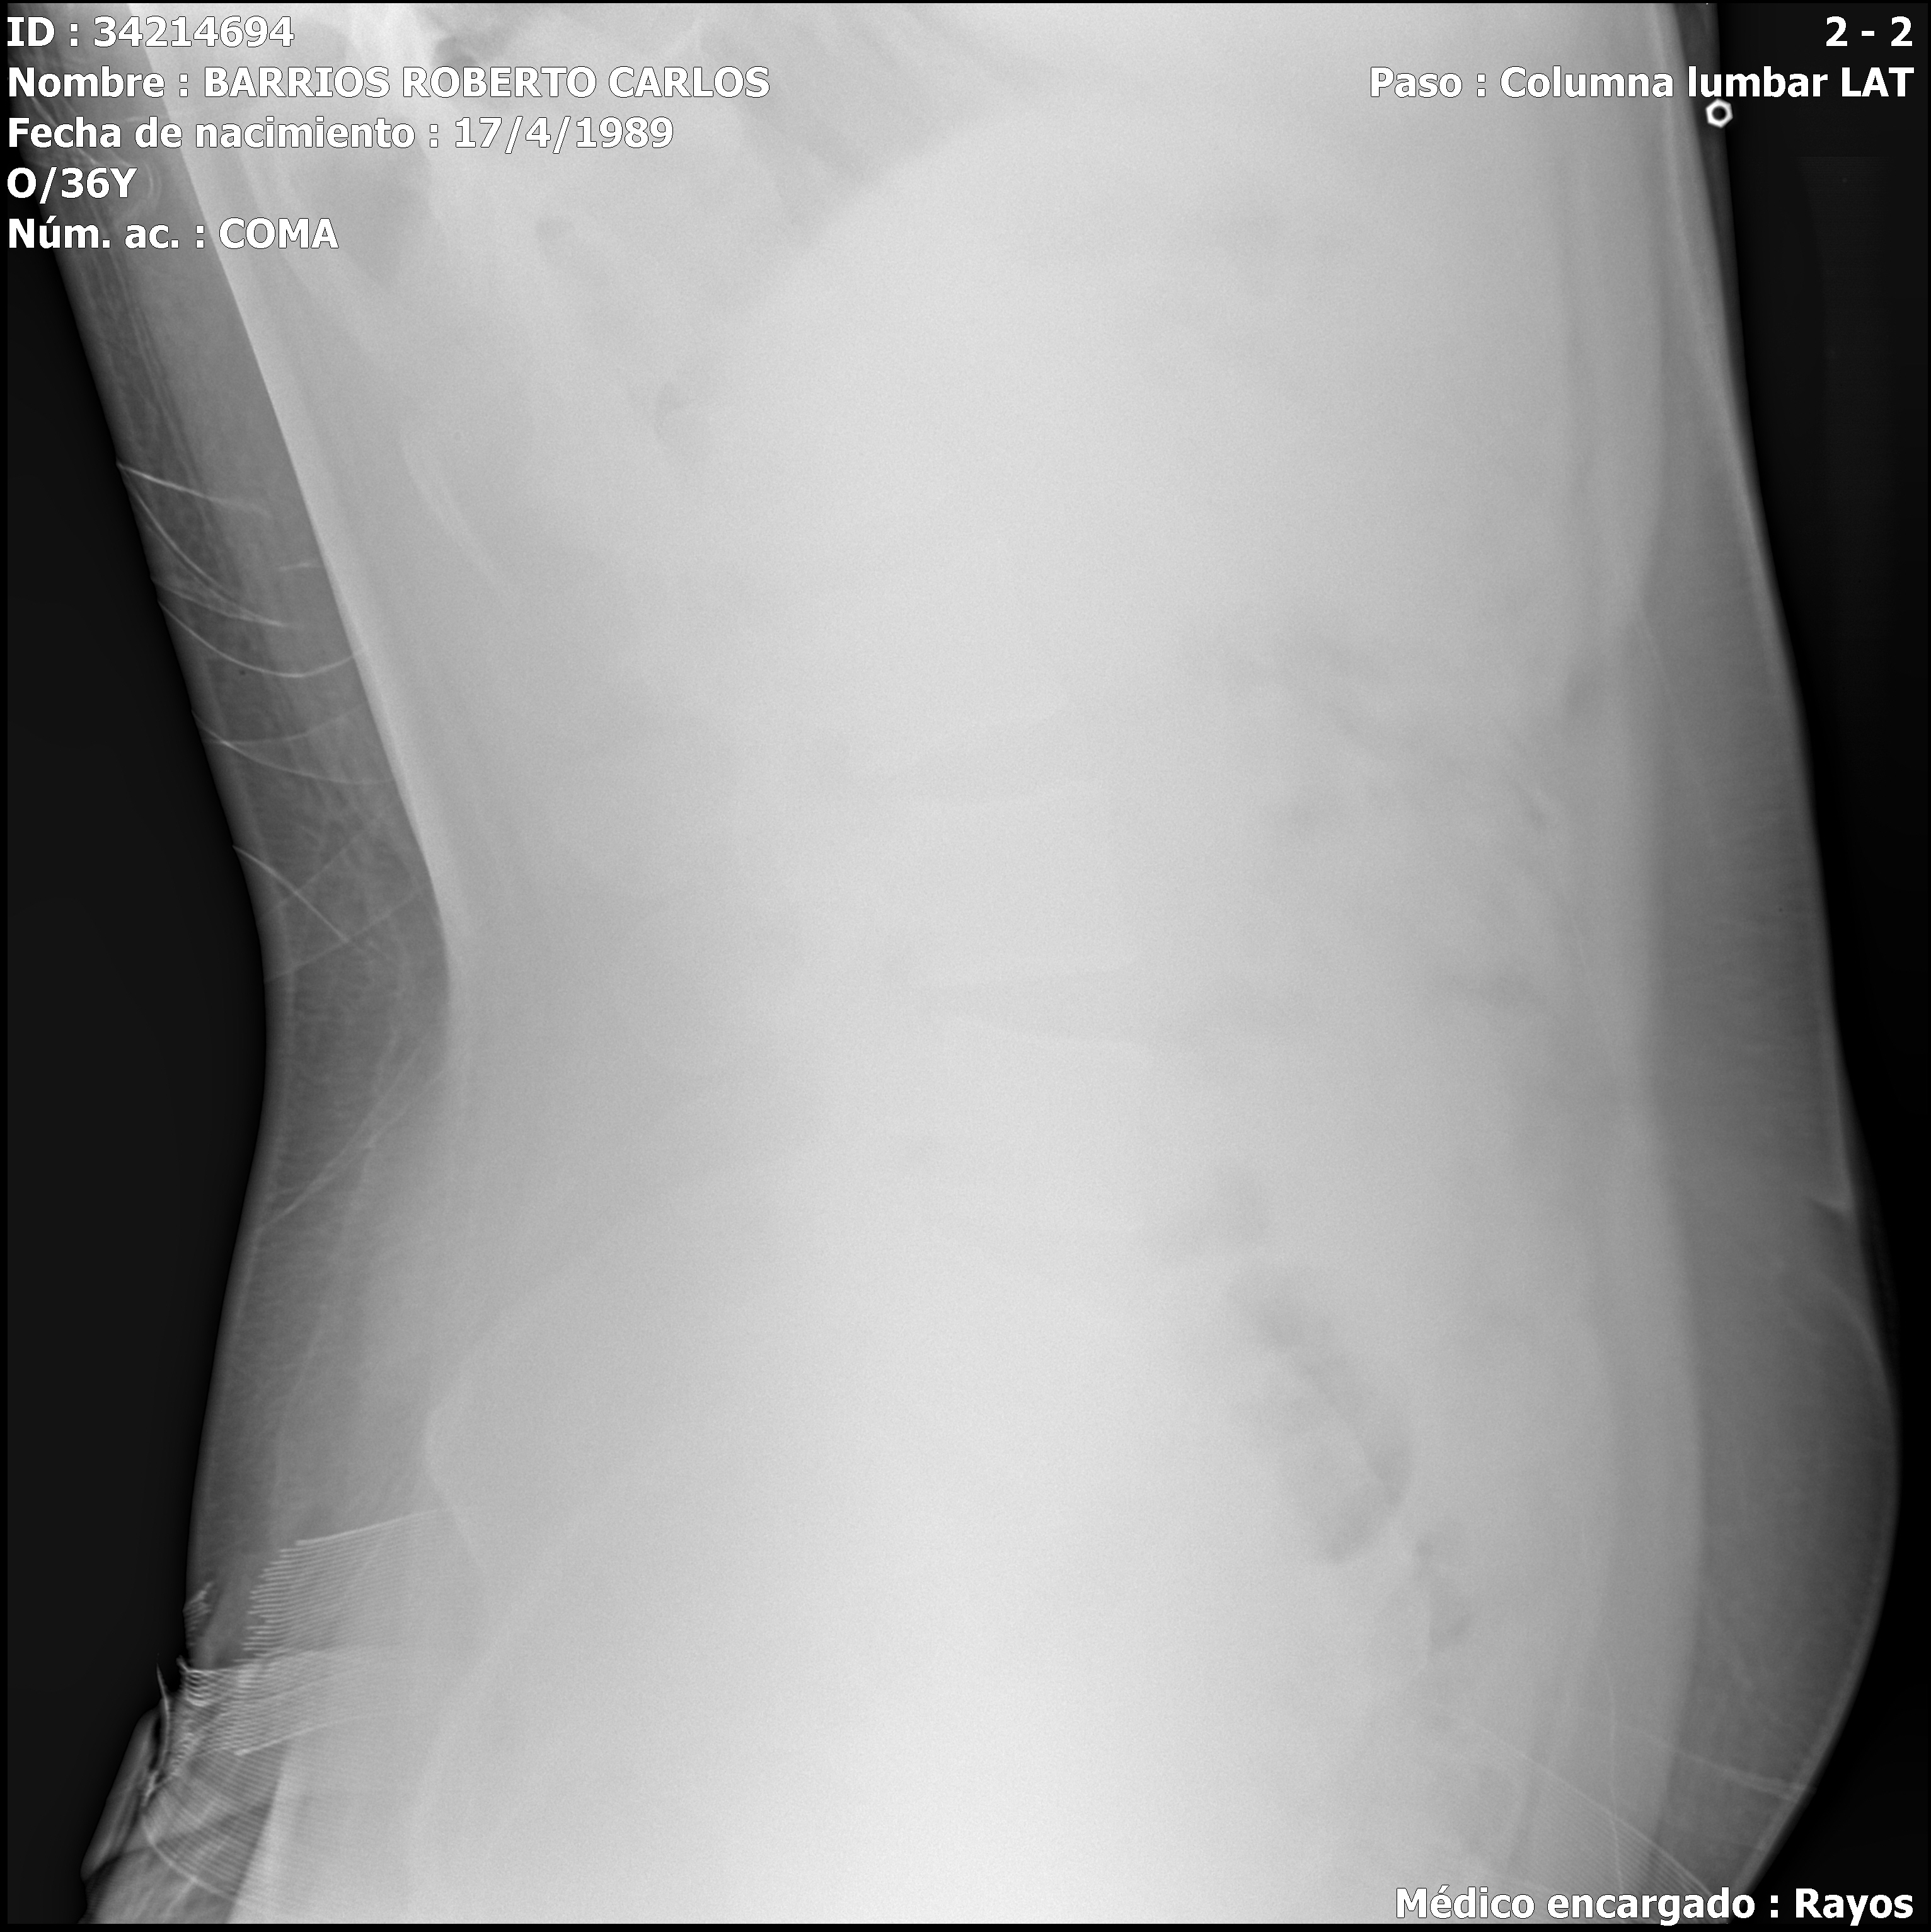 ID : 34214694
2 - 2
Nombre : BARRIOS ROBERTO CARLOS
Paso : Columna lumbar LAT
Fecha de nacimiento : 17/4/1989
O/36Y
Núm. ac. : COMA
Médico encargado : Rayos